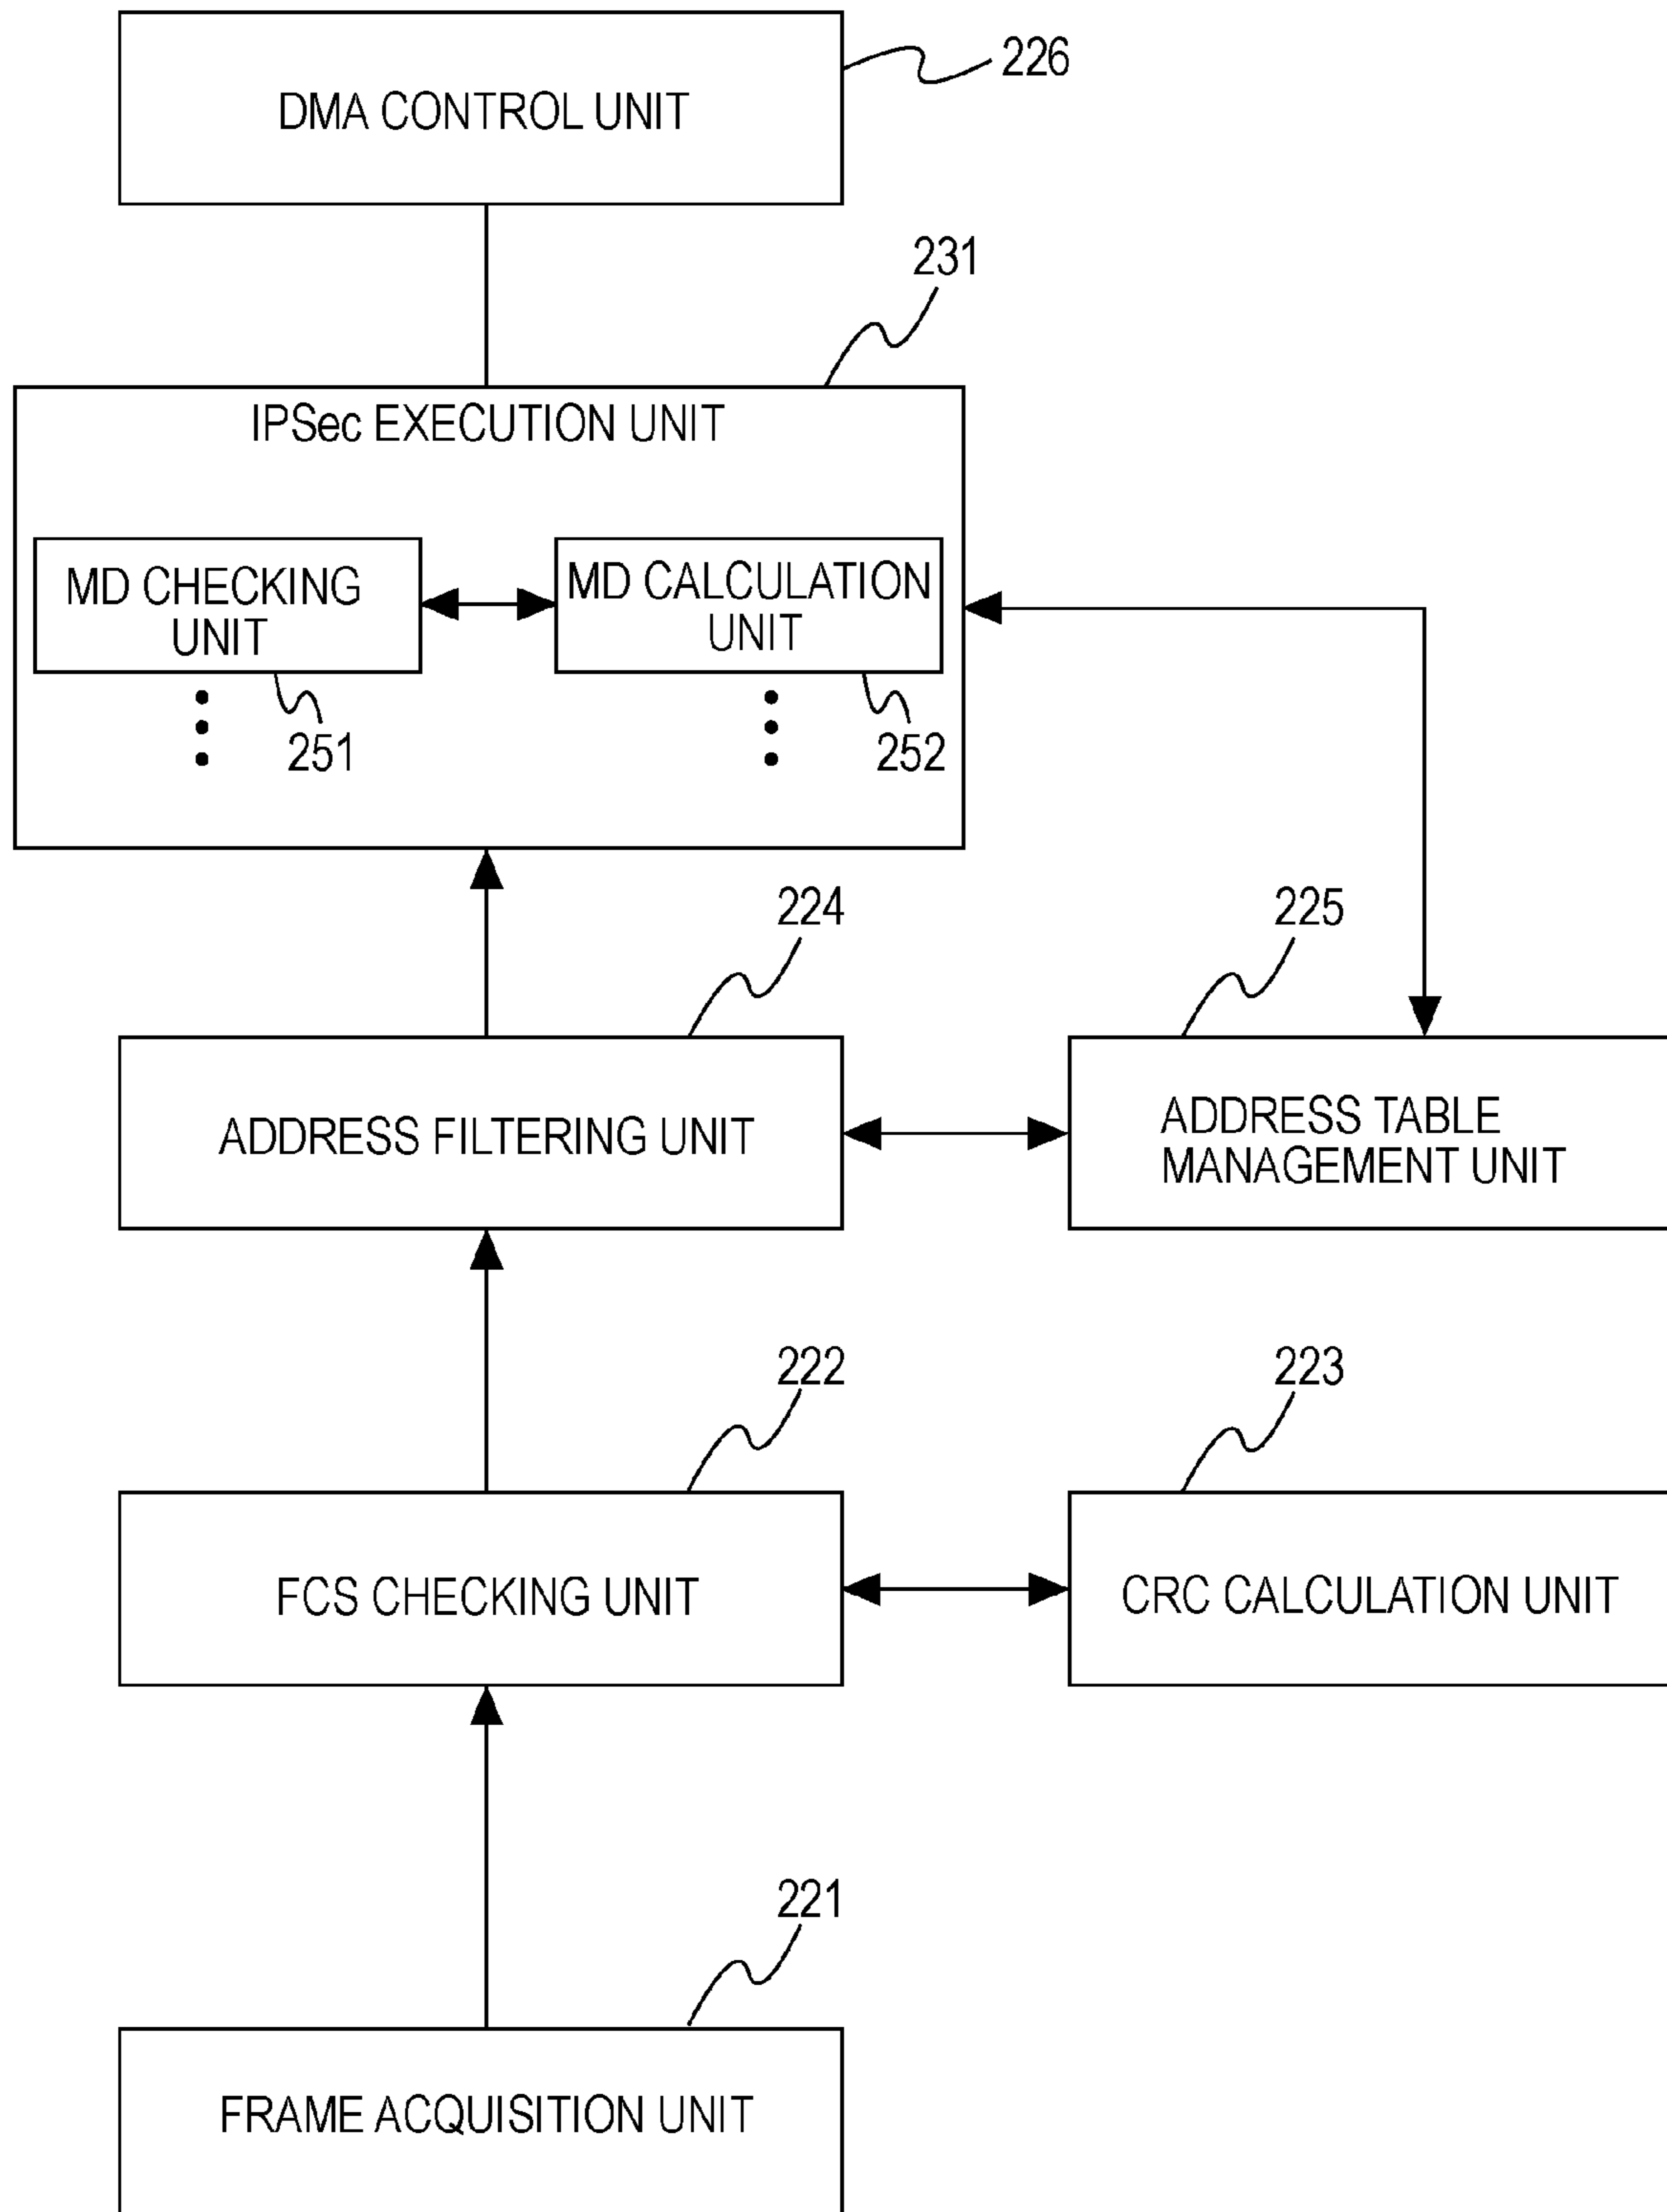 226
DMA CONTROL UNIT
231
IPSec EXECUTION UNIT
MD CHECKING
UNIT
MD CALCULATION
UNIT
251
252
224
225
ADDRESS FILTERING UNIT
ADDRESS TABLE
MANAGEMENT UNIT
222
223
FCS CHECKING UNIT
CRC CALCULATION UNIT
221
FRAME ACQUISITION UNIT